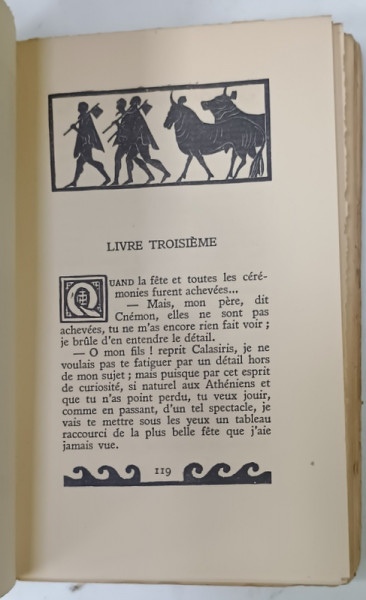 LIVRE TROISIÈME
QUAND la fête et toutes les céré-
monies furent achevées...
— Mais, mon père, dit
Cnémon, elles ne sont pas
achevées, tu ne m'as encore rien fait voir ;
je brûle d'en entendre le détail.
— O mon fils ! reprit Calasiris, je ne
voulais pas te fatiguer par un détail hors
de mon sujet ; mais puisque par cet esprit
de curiosité, si naturel aux Athéniens et
que tu n'as point perdu, tu veux jouir,
comme en passant, d'un tel spectacle, je
vais te mettre sous les yeux un tableau
raccourci de la plus belle fête que j'aie
jamais vue.
119